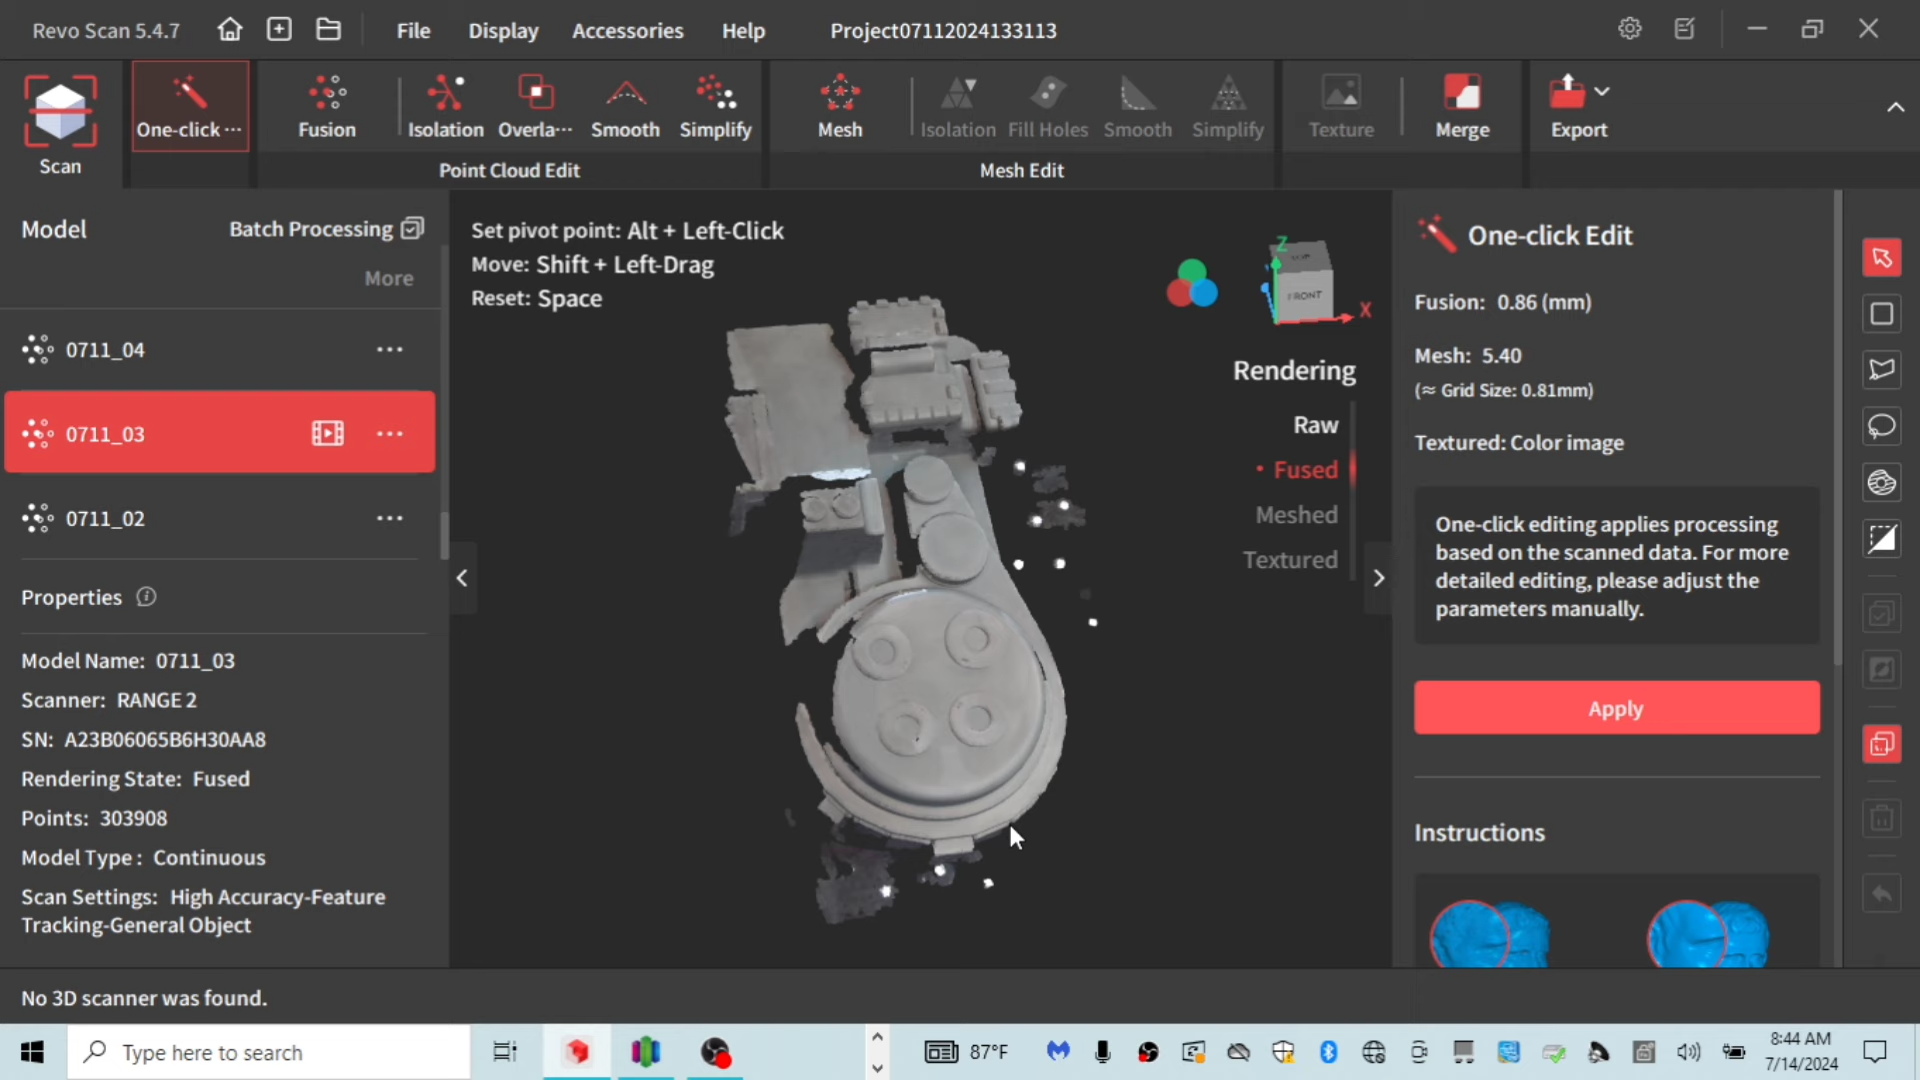 Revo Scan 5.4.7
File
Display
Accessories
Help
Project07112024133113
Scan
One-click ···
Fusion
Isolation
Overla···
Smooth
Simplify
Point Cloud Edit
Mesh
Isolation
Fill Holes
Smooth
Simplify
Mesh Edit
Texture
Merge
Export
Model
Batch Processing
More
0711_04
0711_03
0711_02
Properties
Model Name: 0711_03
Scanner: RANGE 2
SN: A23B06065B6H30AA8
Rendering State: Fused
Points: 303908
Model Type : Continuous
Scan Settings: High Accuracy-Feature
Tracking-General Object
Set pivot point: Alt + Left-Click
Move: Shift + Left-Drag
Reset: Space
Z
FRONT
X
Rendering
Raw
• Fused
Meshed
Textured
One-click Edit
Fusion: 0.86 (mm)
Mesh: 5.40
(≈ Grid Size: 0.81mm)
Textured: Color image
One-click editing applies processing
based on the scanned data. For more
detailed editing, please adjust the
parameters manually.
Apply
Instructions
No 3D scanner was found.
Type here to search
87°F
8:44 AM
7/14/2024